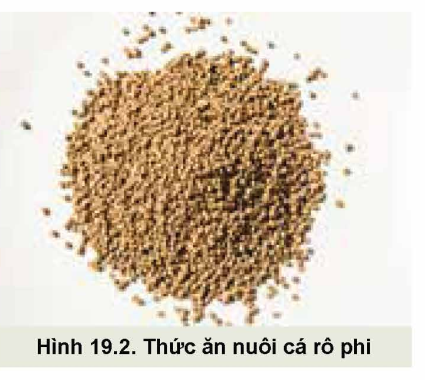 Hình 19.2. Thức ăn nuôi cá rô phi